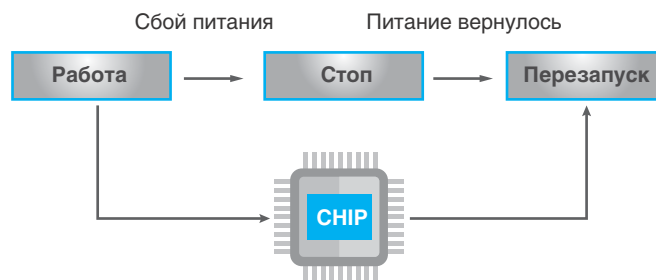 Сбой питания
Питание вернулось
Работа
Стоп
Перезапуск
CHIP